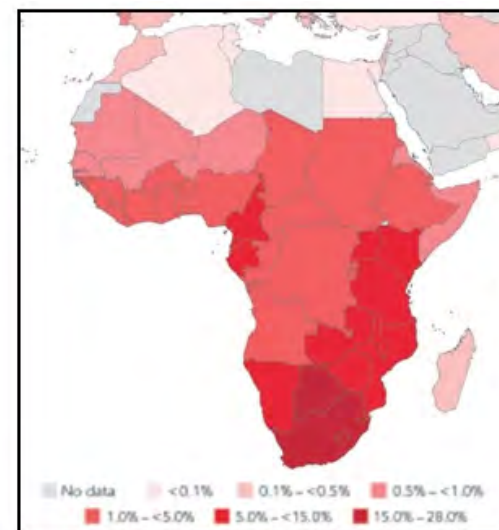 No data <0.1% 0.1% – <0.5% 0.5% – <1.0%
1.0% – <5.0% 5.0% – <15.0% 15.0% – 28.0%